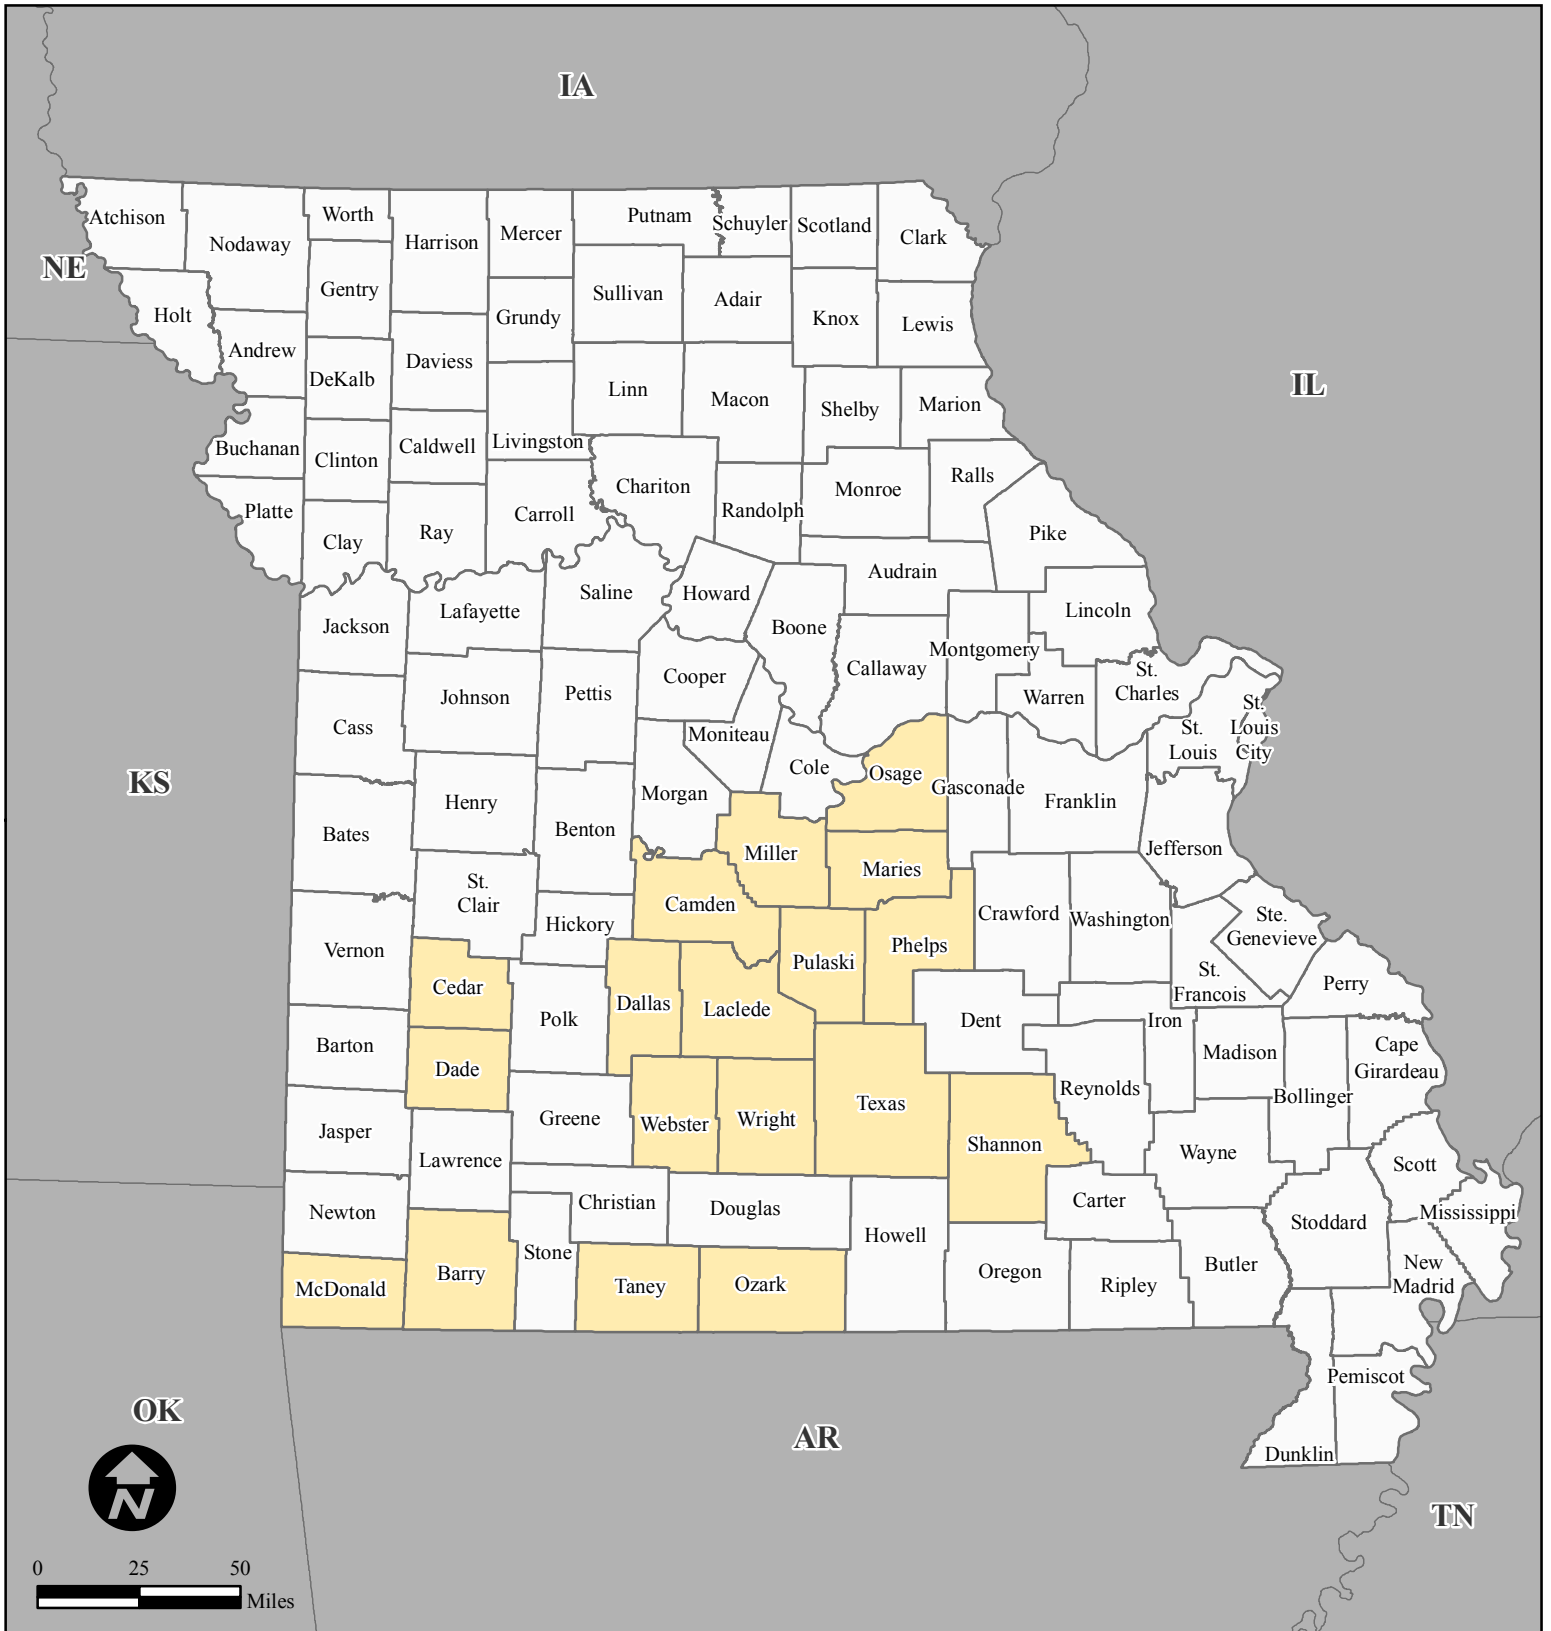 IA
Atchison
Nodaway
Worth
Harrison
Mercer
Putnam
Schuyler
Scotland
Clark
NE
Gentry
Sullivan
Adair
Holt
Grundy
Knox
Lewis
Andrew
DeKalb
Daviess
Linn
Macon
Shelby
Marion
IL
Buchanan
Clinton
Caldwell
Livingston
Chariton
Randolph
Monroe
Ralls
Platte
Clay
Ray
Carroll
Pike
Audrain
Saline
Howard
Jackson
Lafayette
Boone
Lincoln
Callaway
Montgomery
Cooper
Johnson
Pettis
Warren
St.
Charles
Cass
Moniteau
St.
Louis
St.
Louis
City
KS
Cole
Osage
Gasconade
Henry
Morgan
Franklin
Bates
Benton
Miller
Maries
Jefferson
St.
Clair
Camden
Hickory
Crawford
Washington
Ste.
Genevieve
Vernon
Pulaski
Phelps
St.
Francois
Perry
Cedar
Dallas
Laclede
Polk
Dent
Iron
Barton
Dade
Madison
Cape
Girardeau
Reynolds
Bollinger
Jasper
Greene
Webster
Wright
Texas
Shannon
Wayne
Lawrence
Scott
Newton
Christian
Douglas
Carter
Stoddard
Mississippi
Howell
Stone
McDonald
Barry
Taney
Ozark
Oregon
Ripley
Butler
New
Madrid
Pemiscot
OK
AR
Dunklin
TN
N
0 25 50
Miles